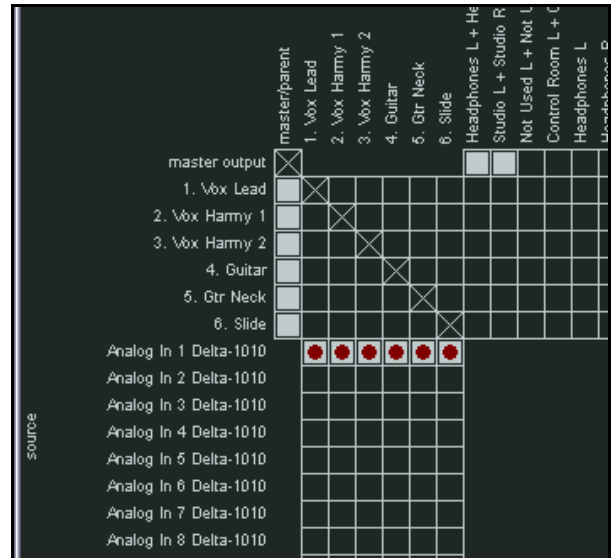 master/parent
1. Vox Lead
2. Vox Harmy 1
3. Vox Harmy 2
4. Guitar
5. Gtr Neck
6. Slide
Headphones L + He
Studio L + Studio R
Not Used L + Not U
Control Room L + C
Headphones L
master output
1. Vox Lead
2. Vox Harmy 1
3. Vox Harmy 2
4. Guitar
5. Gtr Neck
6. Slide
Analog In 1 Delta-1010
Analog In 2 Delta-1010
Analog In 3 Delta-1010
Analog In 4 Delta-1010
Analog In 5 Delta-1010
Analog In 6 Delta-1010
Analog In 7 Delta-1010
Analog In 8 Delta-1010
source